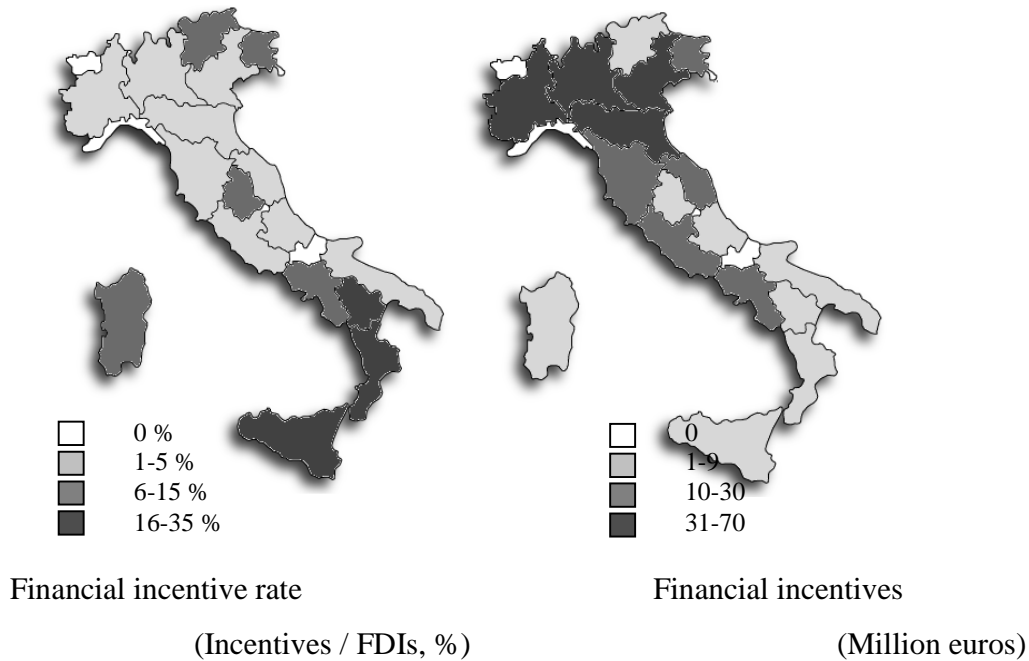 0 %
1-5 %
6-15 %
16-35 %
0
1-9
10-30
31-70
Financial incentive rate
(Incentives / FDIs, %)
Financial incentives
(Million euros)